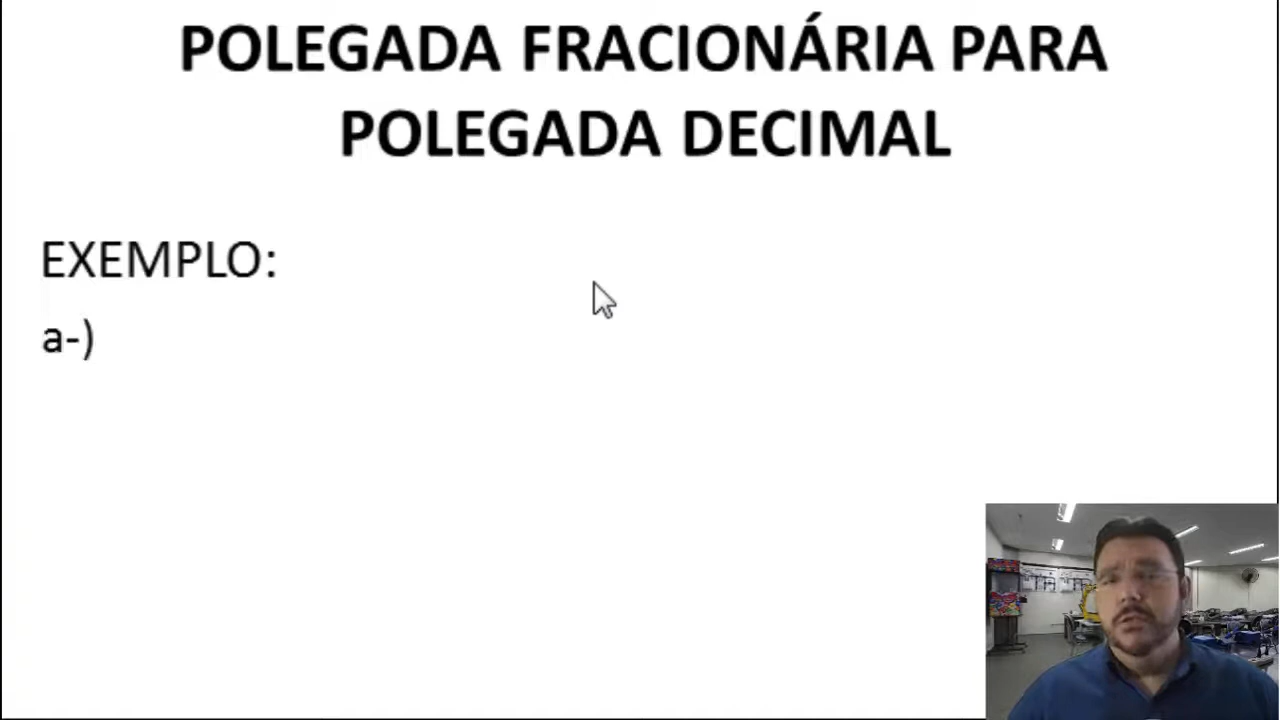 POLEGADA FRACIONÁRIA PARA
POLEGADA DECIMAL
EXEMPLO:
a-)